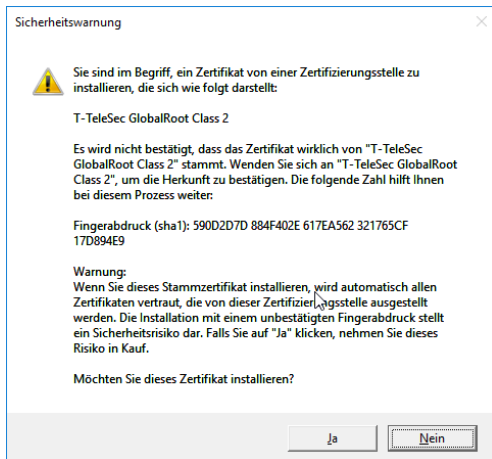 Sicherheitswarnung
Sie sind im Begriff, ein Zertifikat von einer Zertifizierungsstelle zu
installieren, die sich wie folgt darstellt:
T-TeleSec GlobalRoot Class 2
Es wird nicht bestätigt, dass das Zertifikat wirklich von "T-TeleSec
GlobalRoot Class 2" stammt. Wenden Sie sich an "T-TeleSec GlobalRoot
Class 2", um die Herkunft zu bestätigen. Die folgende Zahl hilft Ihnen
bei diesem Prozess weiter:
Fingerabdruck (sha1): 590D2D7D 884F402E 617EA562 321765CF
17D894E9
Warnung:
Wenn Sie dieses Stammzertifikat installieren, wird automatisch allen
Zertifikaten vertraut, die von dieser Zertifizierungsstelle ausgestellt
werden. Die Installation mit einem unbestätigten Fingerabdruck stellt
ein Sicherheitsrisiko dar. Falls Sie auf "Ja" klicken, nehmen Sie dieses
Risiko in Kauf.
Möchten Sie dieses Zertifikat installieren?
Ja
Nein